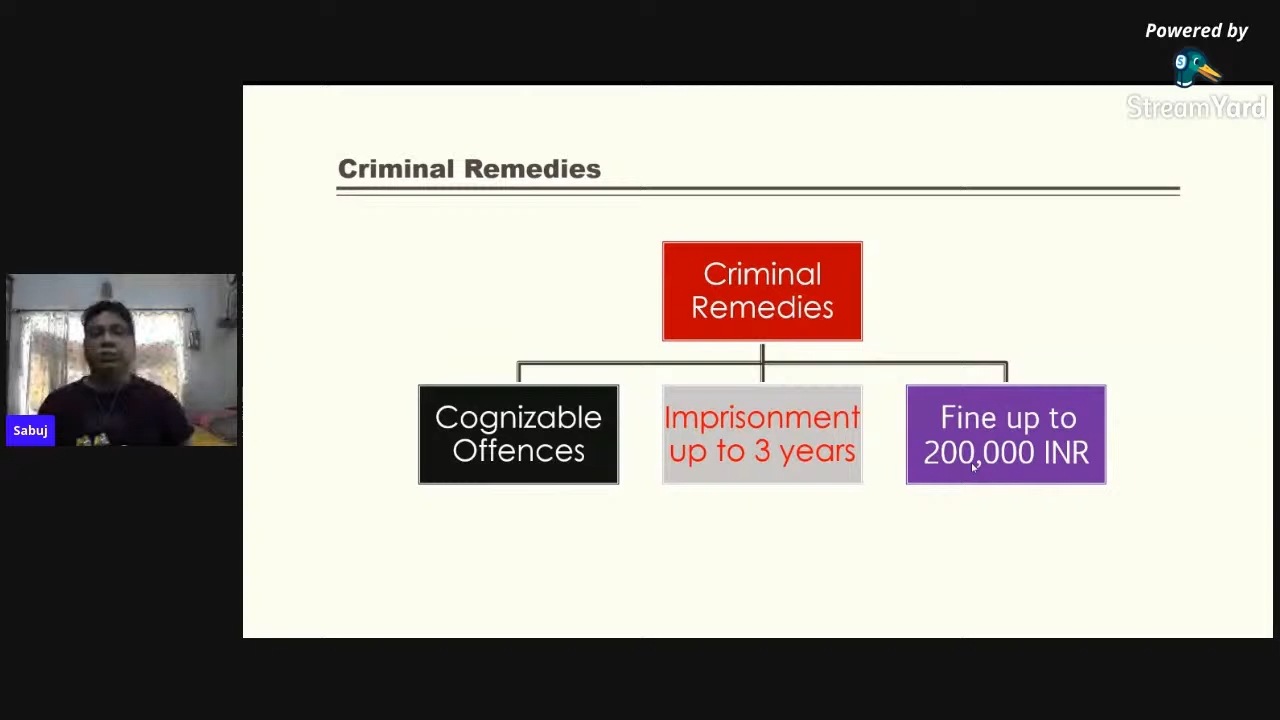 Powered by
StreamYard
Criminal Remedies
Criminal
Remedies
Cognizable
Offences
Imprisonment
up to 3 years
Fine up to
200,000 INR
Sabuj